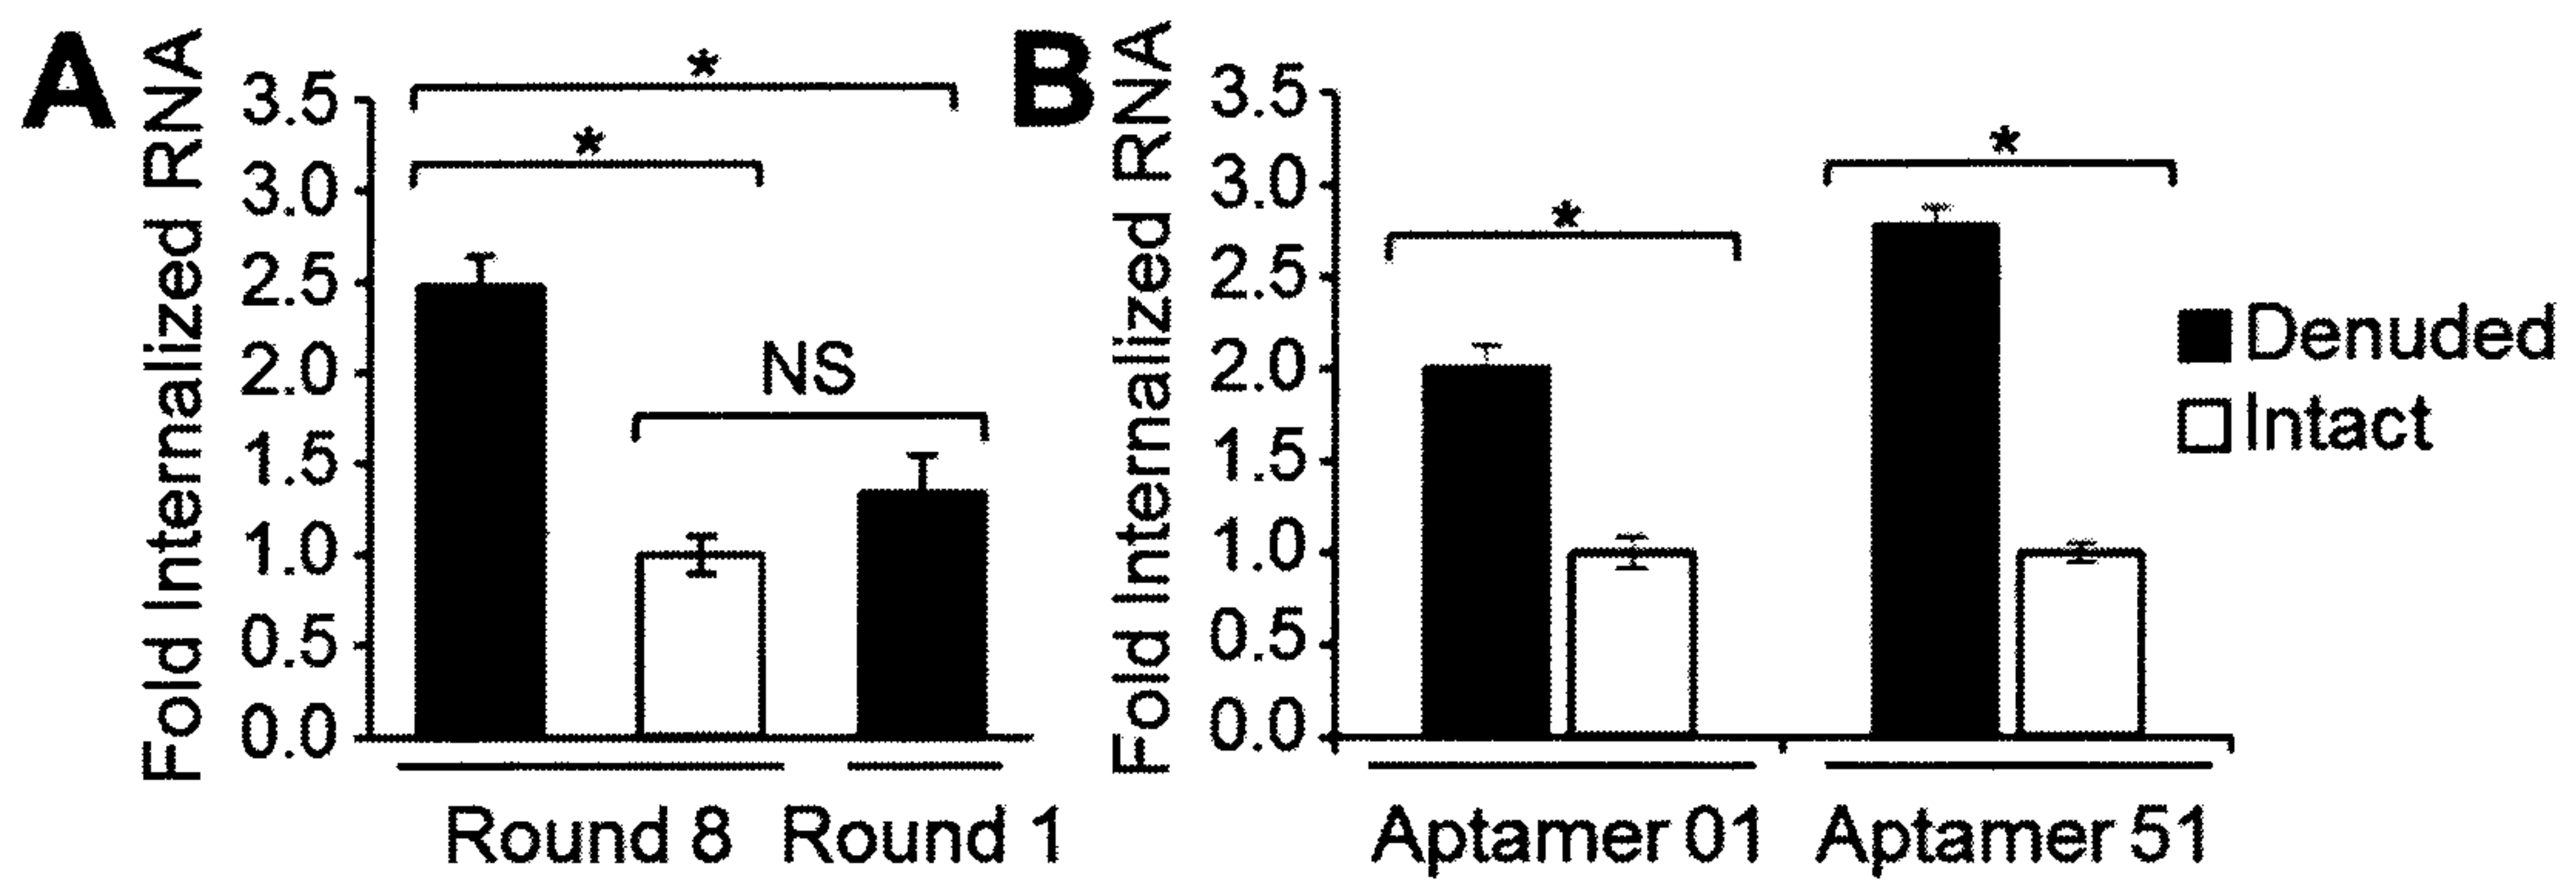 A
Fold Internalized RNA
3.5
3.0
2.5
2.0
1.5
1.0
0.5
0.0
*
*
NS
Round 8
Round 1
B
Fold Internalized RNA
3.5
3.0
2.5
2.0
1.5
1.0
0.5
0.0
*
*
Aptamer 01
Aptamer 51
Denuded
Intact